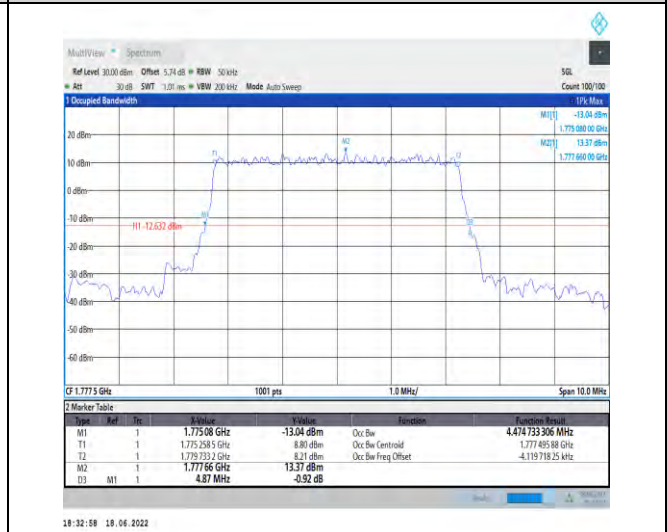 MultiView Spectrum
Ref Level 30.00 dBm Offset 5.74 dB RBW 50 kHz SGL
Att 30 dB SWT 1.01 ms VBW 200 kHz Mode Auto Sweep Count 100/100
1 Occupied Bandwidth 1Pk Max
M1[1] -13.04 dBm
1.775 080 00 GHz
M2[1] 13.37 dBm
1.777 660 00 GHz
20 dBm
10 dBm
0 dBm
-10 dBm
-20 dBm
-30 dBm
-40 dBm
-50 dBm
-60 dBm
T1
M2
T2
M1
H1 -12.632 dBm
CF 1.777 5 GHz 1001 pts 1.0 MHz/ Span 10.0 MHz
2 Marker Table
Type Ref Trc X-Value Y-Value Function Function Result
M1 1 1.775 08 GHz -13.04 dBm Occ Bw 4.474 733 306 MHz
T1 1 1.775 258 5 GHz 8.80 dBm Occ Bw Centroid 1.777 495 88 GHz
T2 1 1.779 733 2 GHz 8.21 dBm Occ Bw Freq Offset -4.119 718 25 kHz
M2 1 1.777 66 GHz 13.37 dBm
D3 M1 1 4.87 MHz -0.92 dB
18:32:58 18.06.2022